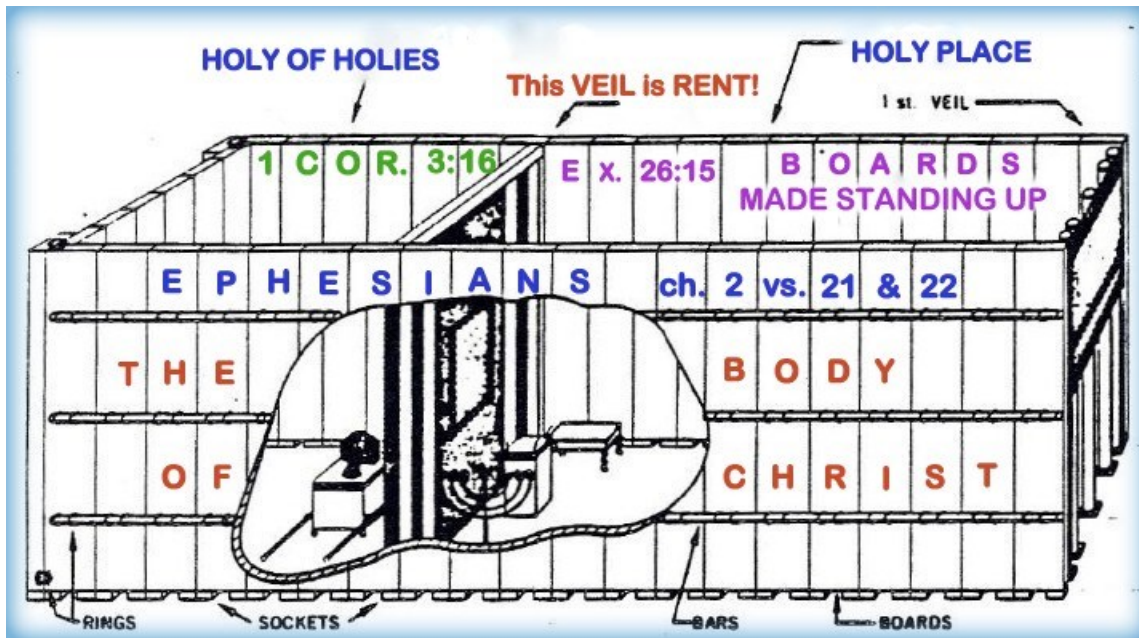 HOLY OF HOLIES
HOLY PLACE
This VEIL is RENT!
1 st. VEIL
1 COR. 3:16
Ex. 26:15
BOARDS
MADE STANDING UP
EPHESIANS ch. 2 vs. 21 & 22
THE BODY
OF CHRIST
RINGS
SOCKETS
BARS
BOARDS